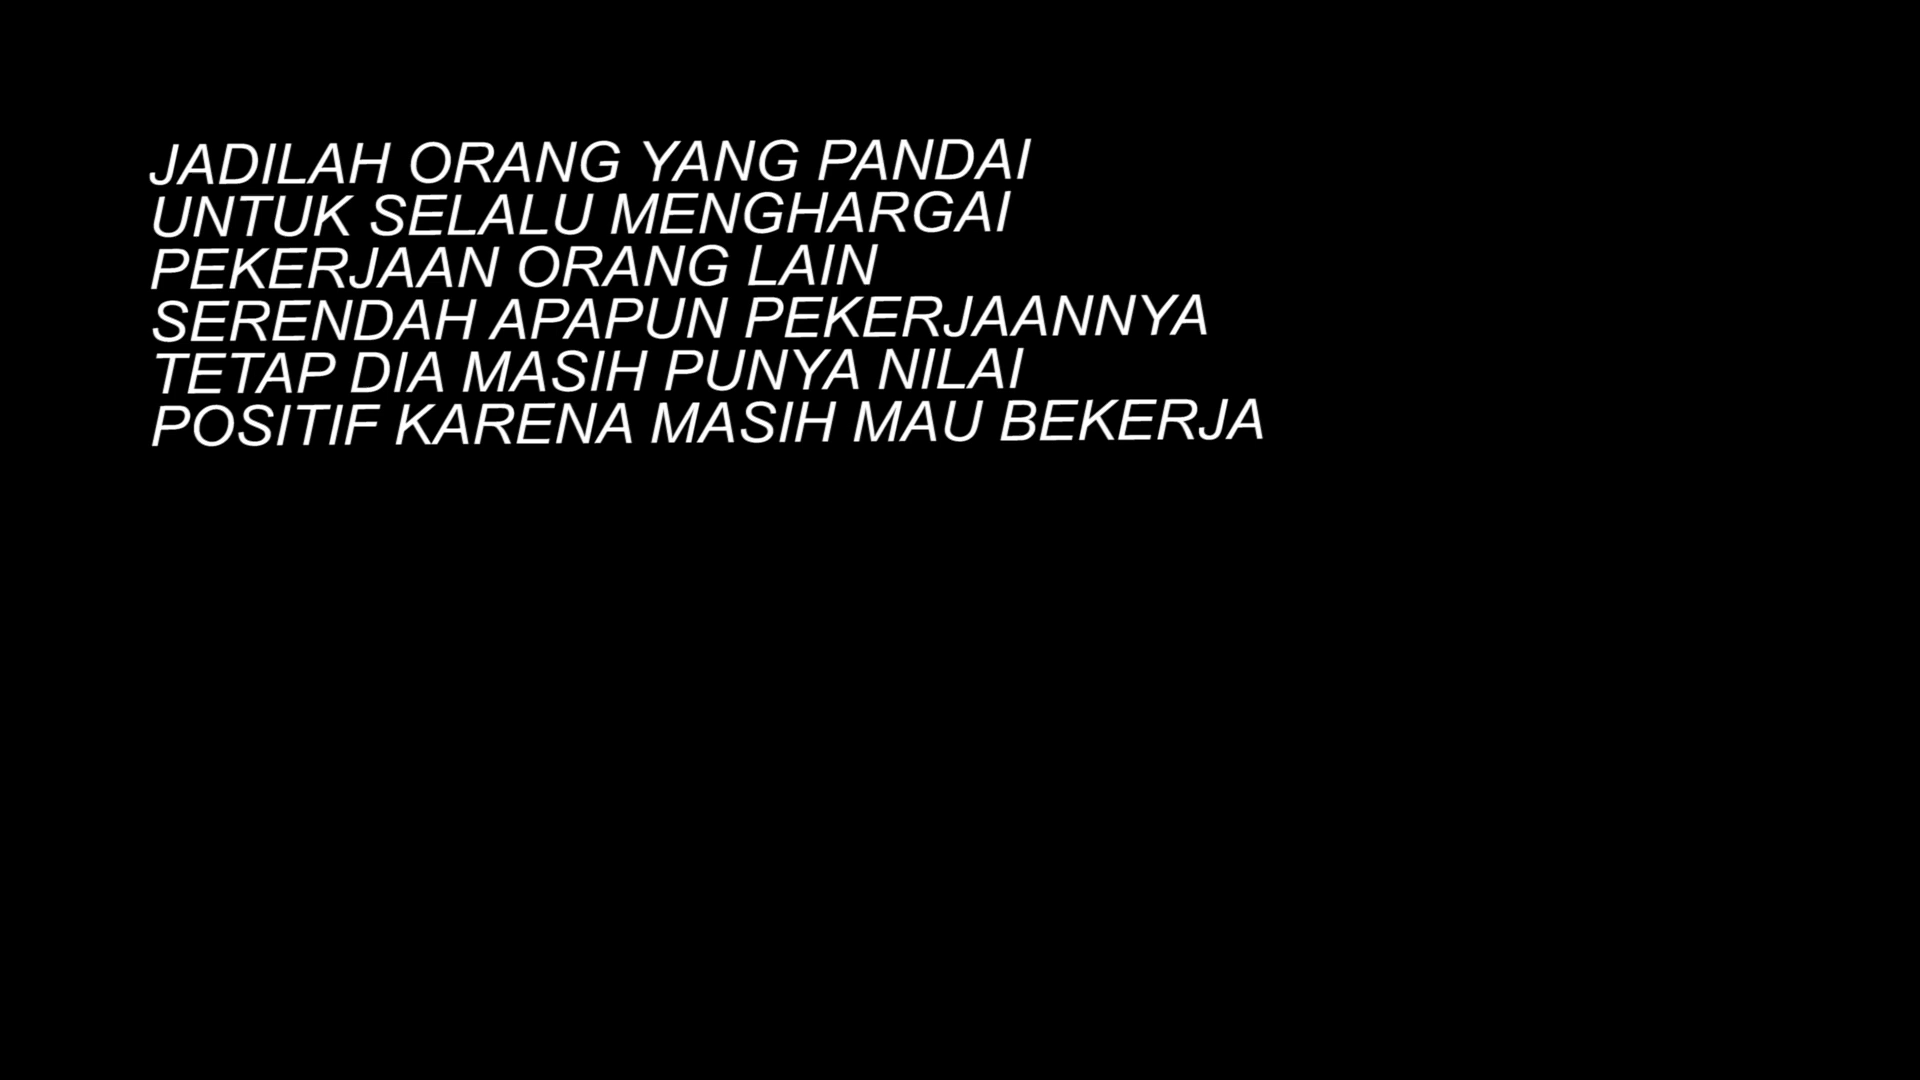 JADILAH ORANG YANG PANDAI
UNTUK SELALU MENGHARGAI
PEKERJAAN ORANG LAIN
SERENDAH APAPUN PEKERJAANNYA
TETAP DIA MASIH PUNYA NILAI
POSITIF KARENA MASIH MAU BEKERJA